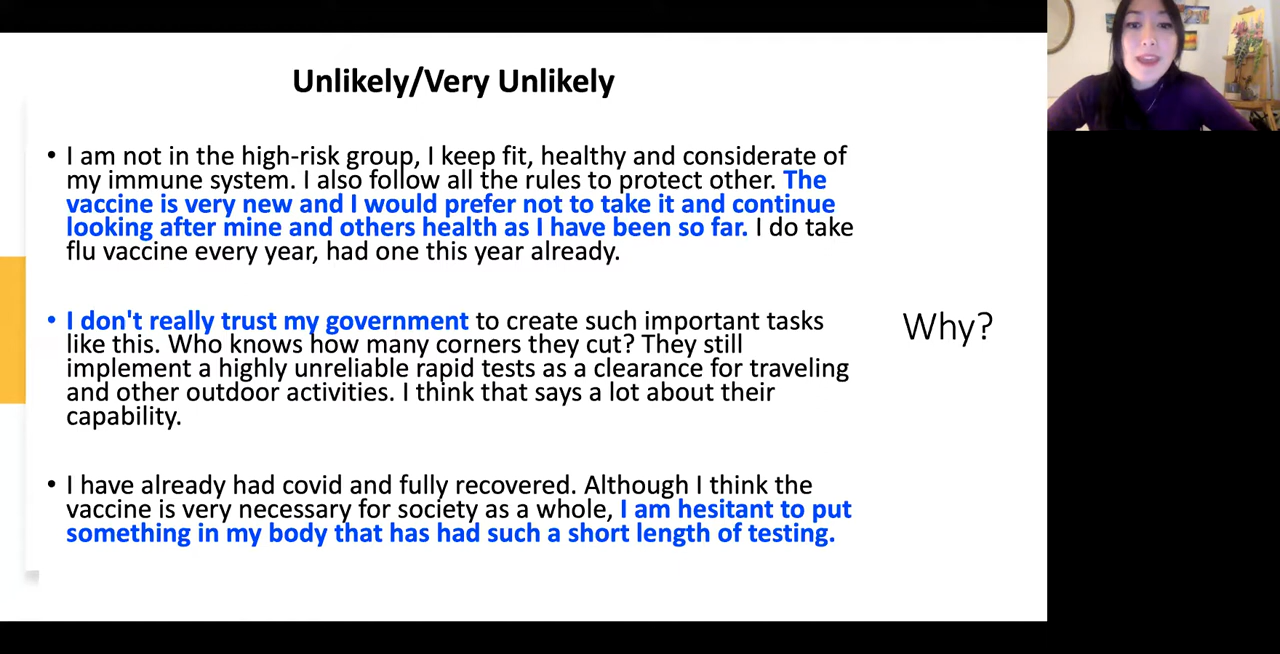 Unlikely/Very Unlikely
• I am not in the high-risk group, I keep fit, healthy and considerate of
my immune system. I also follow all the rules to protect other. The
vaccine is very new and I would prefer not to take it and continue
looking after mine and others health as I have been so far. I do take
flu vaccine every year, had one this year already.
• I don't really trust my government to create such important tasks
like this. Who knows how many corners they cut? They still
implement a highly unreliable rapid tests as a clearance for traveling
and other outdoor activities. I think that says a lot about their
capability.
• I have already had covid and fully recovered. Although I think the
vaccine is very necessary for society as a whole, I am hesitant to put
something in my body that has had such a short length of testing.
Why?